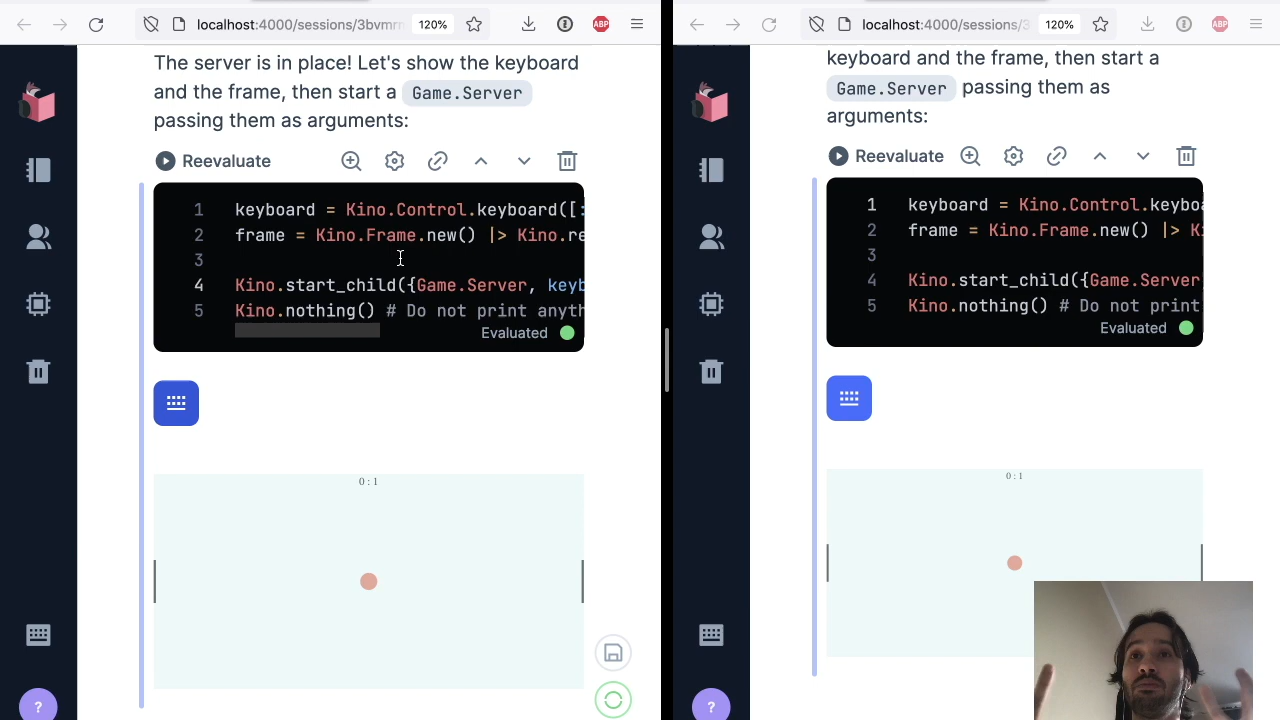 localhost:4000/sessions/3bvmrn
120%
ABP
The server is in place! Let's show the keyboard
and the frame, then start a Game.Server
passing them as arguments:
Reevaluate
1 keyboard = Kino.Control.keyboard([:
2 frame = Kino.Frame.new() |> Kino.re
3
4 Kino.start_child({Game.Server, keyb
5 Kino.nothing() # Do not print anyth
Evaluated
0 : 1
?
localhost:4000/sessions/3
120%
ABP
keyboard and the frame, then start a
Game.Server passing them as
arguments:
Reevaluate
1 keyboard = Kino.Control.keyboa
2 frame = Kino.Frame.new() |> Ki
3
4 Kino.start_child({Game.Server
5 Kino.nothing() # Do not print
Evaluated
0 : 1
?